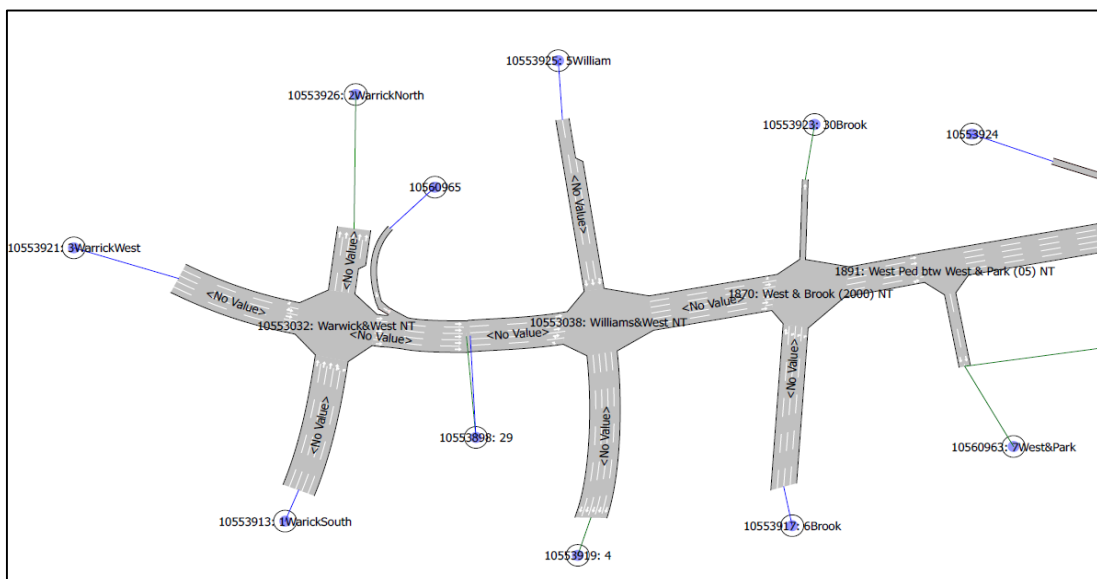 10553925: 5William
10553926: 2WarrickNorth
10553923: 30Brook
10553924
10560965
<No Value>
10553921: 3WarrickWest
<No Value>
<No Value>
1891: West Ped btw West & Park (05) NT
1870: West & Brook (2000) NT
<No Value>
10553032: Warwick&West NT
10553038: Williams&West NT
<No Value>
<No Value>
<No Value>
<No Value>
<No Value>
10553898: 29
10560963: 7West&Park
10553913: 1WarickSouth
10553917: 6Brook
10553919: 4